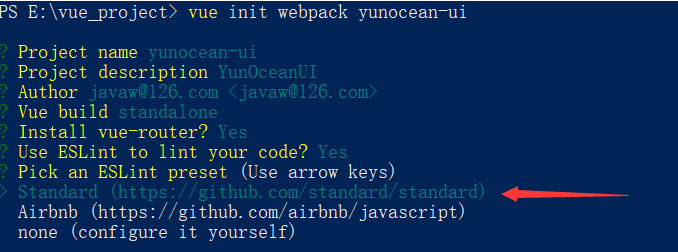 PS E:\vue_project> vue init webpack yunocean-ui
? Project name yunocean-ui
? Project description YunOceanUI
? Author javaw@126.com <javaw@126.com>
? Vue build standalone
? Install vue-router? Yes
? Use ESLint to lint your code? Yes
? Pick an ESLint preset (Use arrow keys)
> Standard (https://github.com/standard/standard)
Airbnb (https://github.com/airbnb/javascript)
none (configure it yourself)